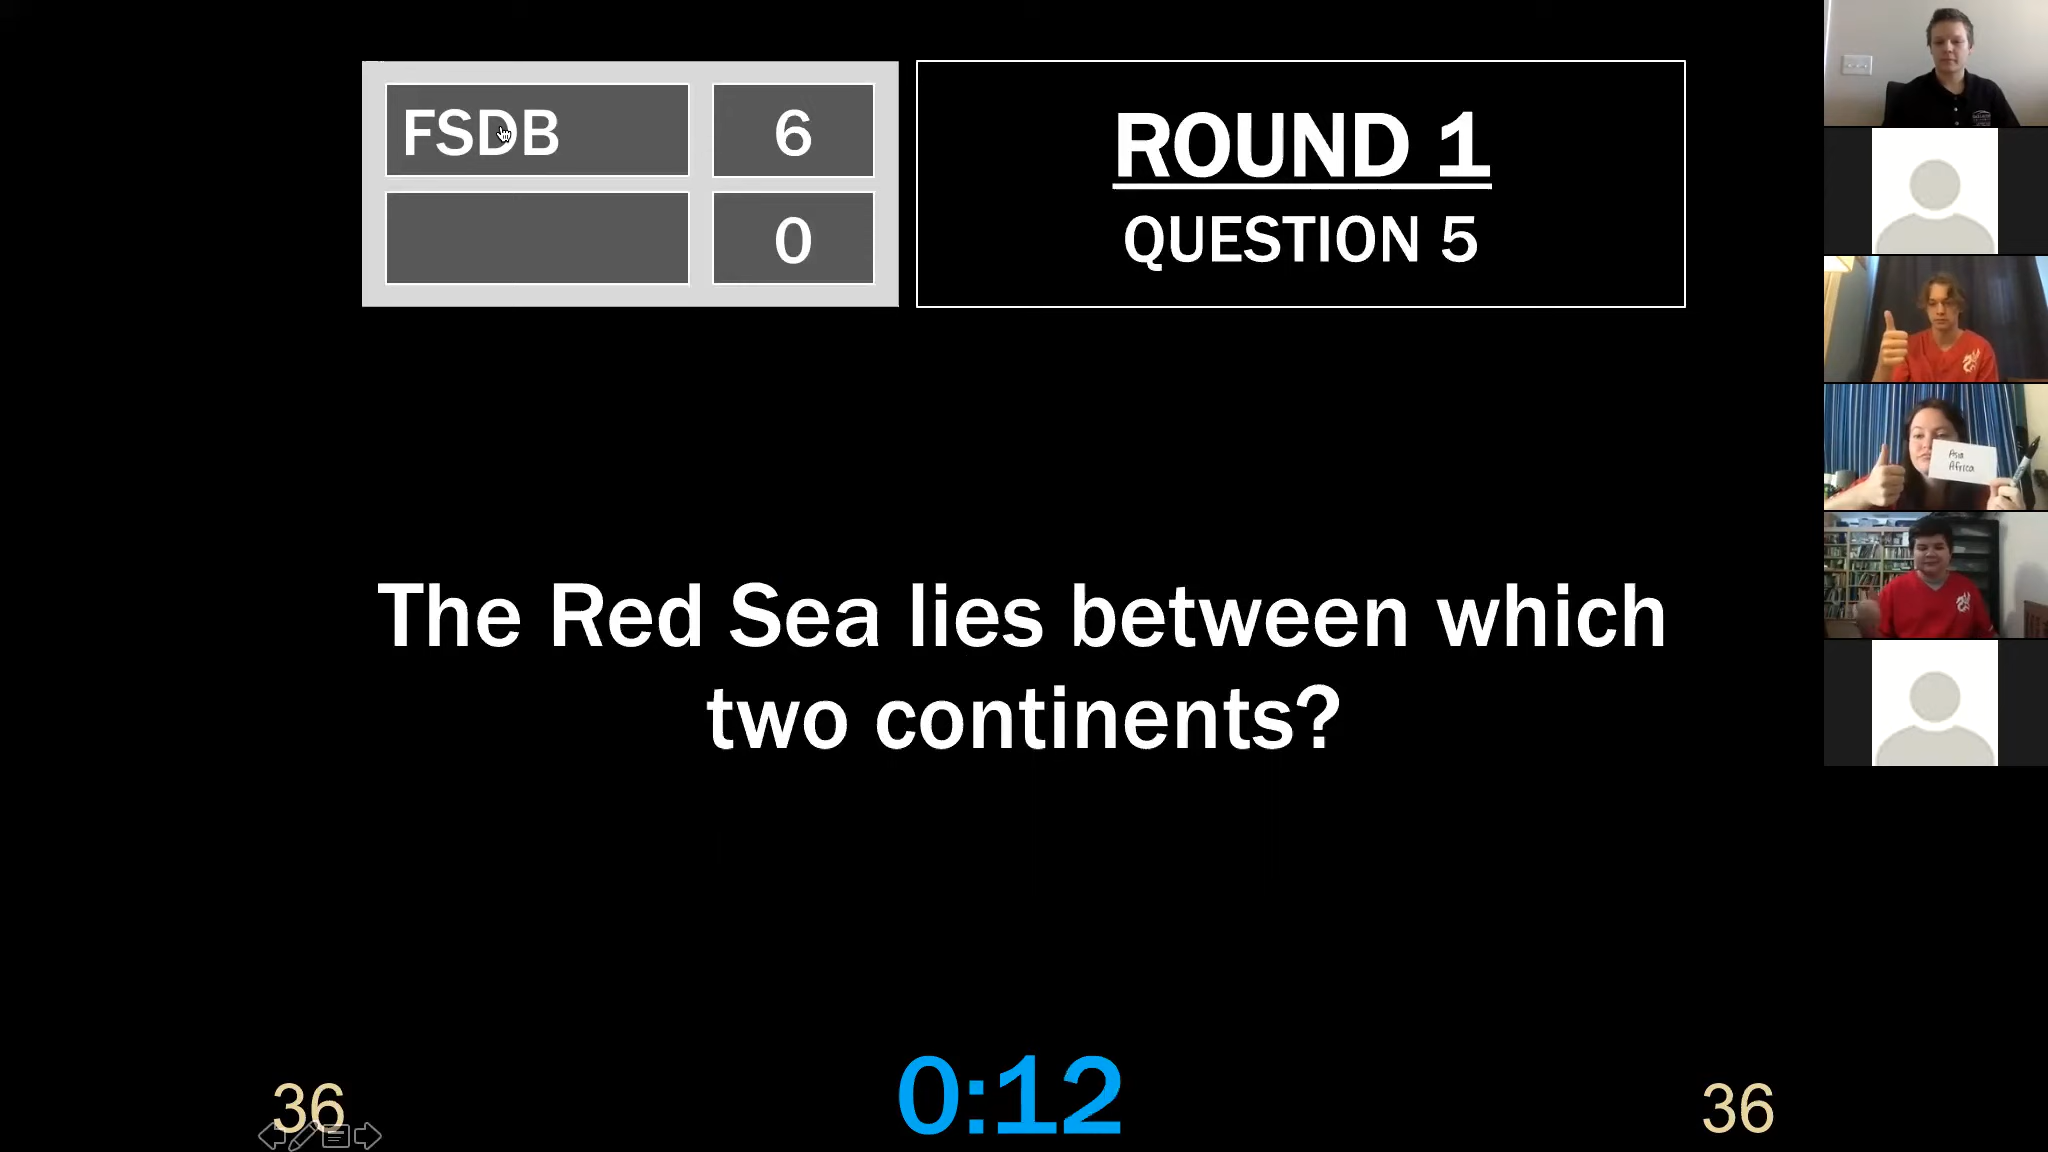 FSDB
6
0
ROUND 1
QUESTION 5
The Red Sea lies between which
two continents?
Asia
Africa
36
0:12
36